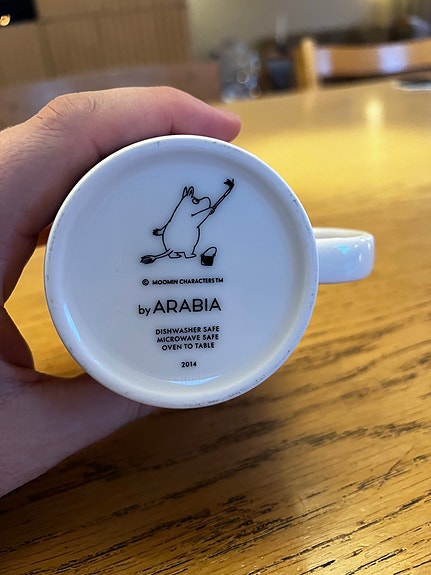 © MOOMIN CHARACTERS™
by ARABIA
DISHWASHER SAFE
MICROWAVE SAFE
OVEN TO TABLE
2014